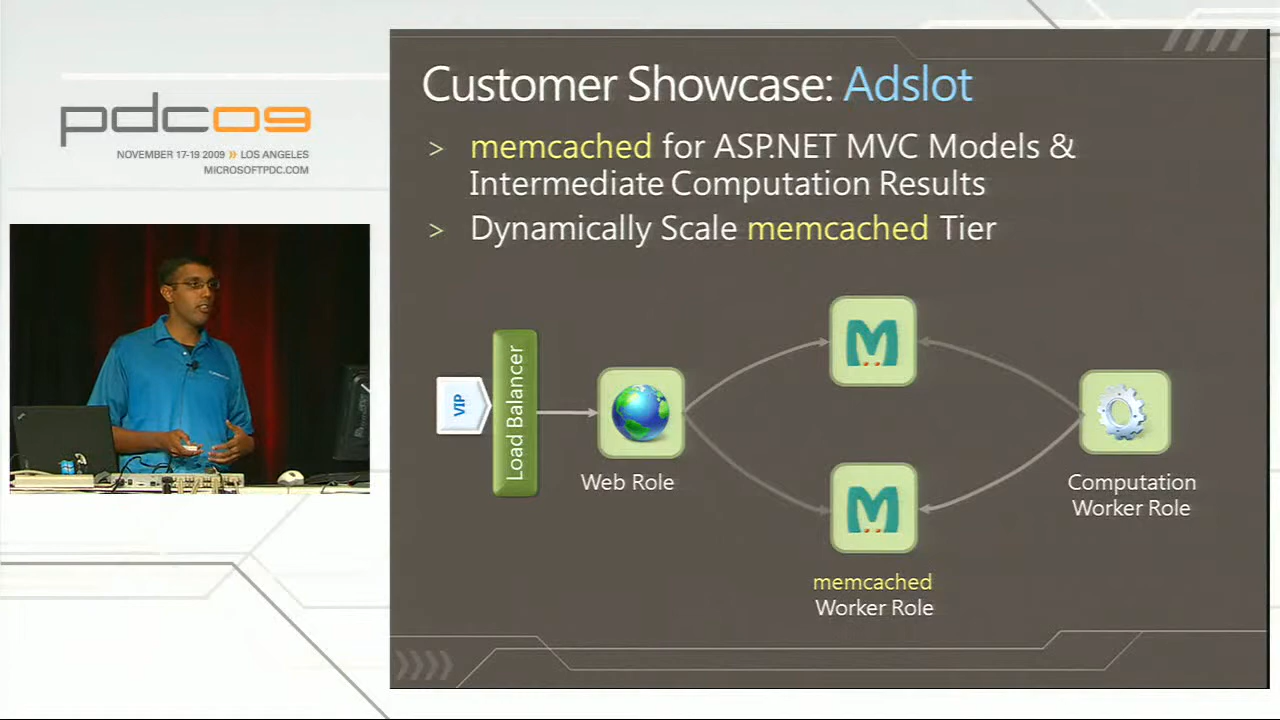 pdc09
NOVEMBER 17-19 2009 » LOS ANGELES
MICROSOFTPDC.COM
Customer Showcase: Adslot
> memcached for ASP.NET MVC Models &
Intermediate Computation Results
> Dynamically Scale memcached Tier
VIP
Load Balancer
Web Role
M
M
memcached
Worker Role
Computation
Worker Role